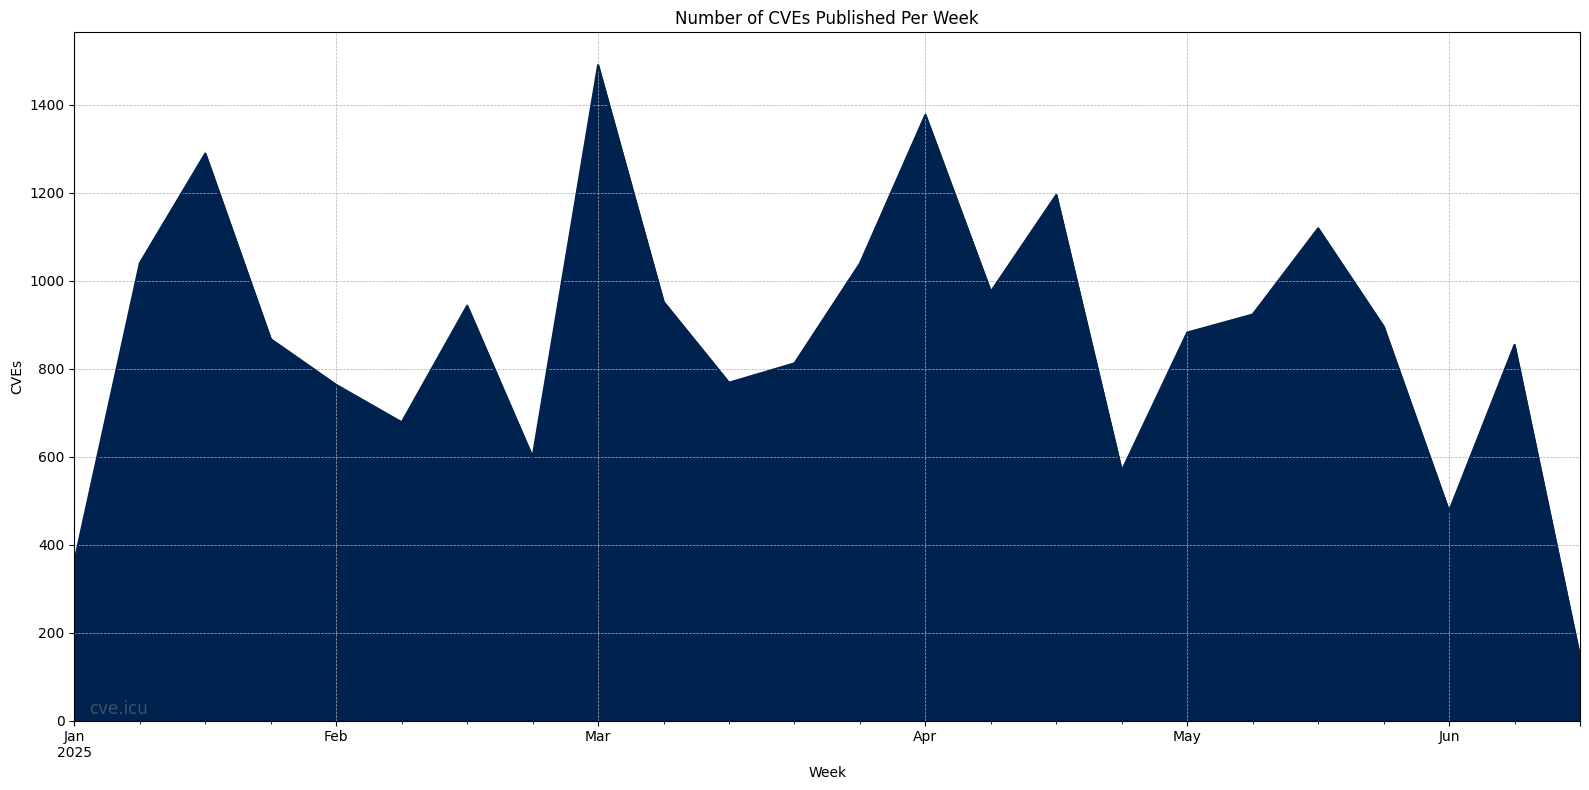 Number of CVEs Published Per Week
1400
1200
1000
800
600
400
200
0
CVEs
cve.icu
Jan
2025
Feb
Mar
Apr
May
Jun
Week